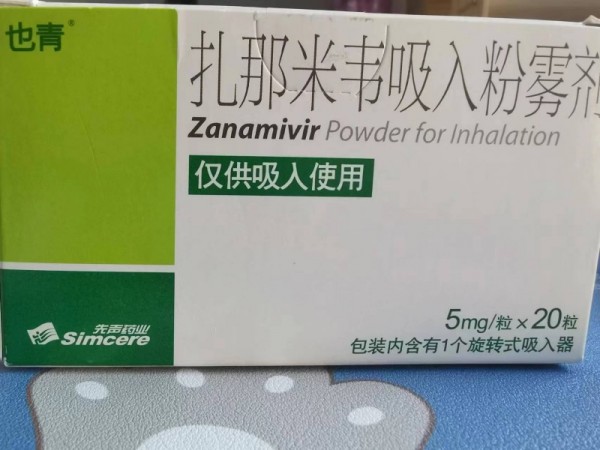 也青®
扎那米韦吸入粉雾剂
Zanamivir Powder for Inhalation
仅供吸入使用
先声药业
Simcere
5mg/粒×20粒
包装内含有1个旋转式吸入器